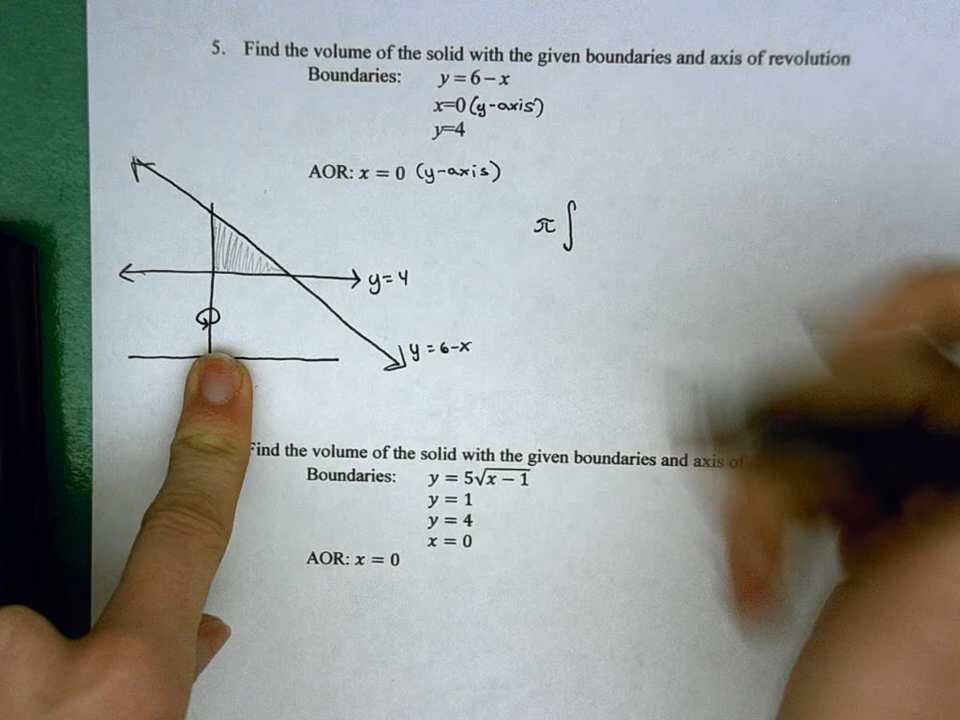 5. Find the volume of the solid with the given boundaries and axis of revolution
Boundaries: y = 6 - x
x=0 (y-axis)
y=4
AOR: x = 0 (y-axis)
π ∫
y = 4
y = 6-x
Find the volume of the solid with the given boundaries and axis of
Boundaries: y = 5√x - 1
y = 1
y = 4
x = 0
AOR: x = 0